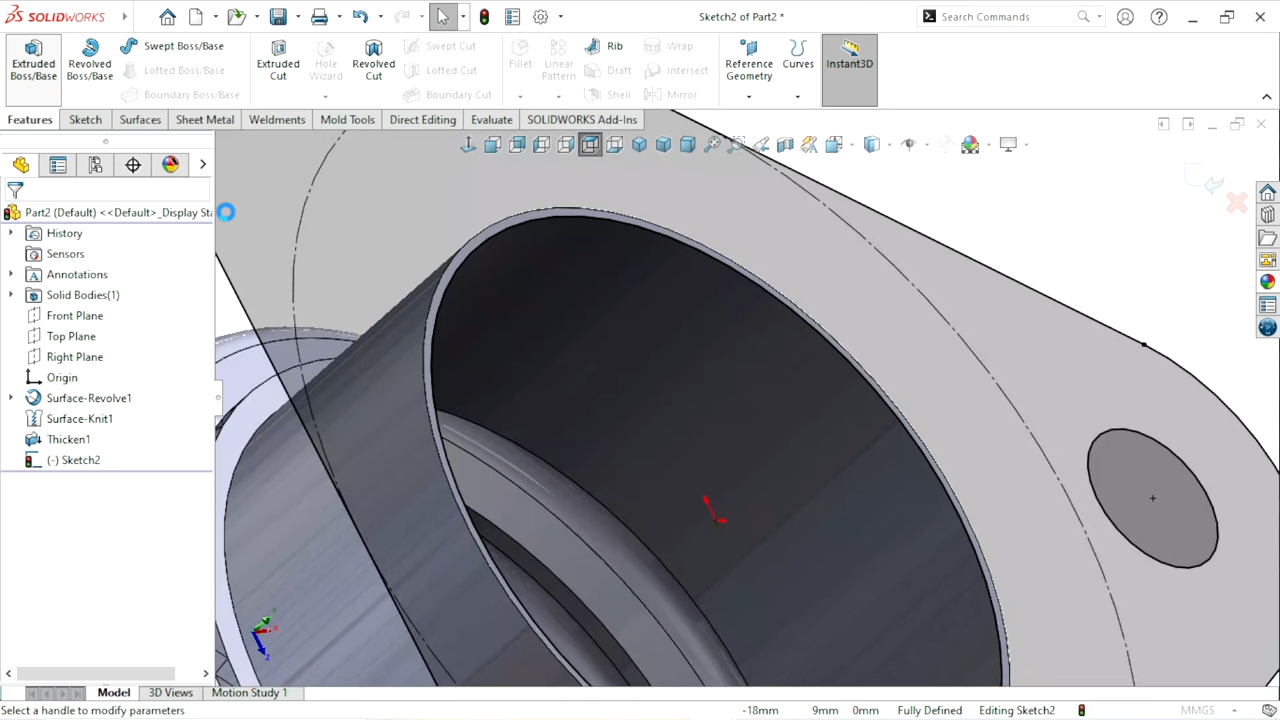 SOLIDWORKS
Sketch2 of Part2 *
Search Commands
Extruded Boss/Base
Revolved Boss/Base
Swept Boss/Base
Lofted Boss/Base
Boundary Boss/Base
Extruded Cut
Hole Wizard
Revolved Cut
Swept Cut
Lofted Cut
Boundary Cut
Fillet
Linear Pattern
Rib
Draft
Shell
Wrap
Intersect
Mirror
Reference Geometry
Curves
Instant3D
Features
Sketch
Surfaces
Sheet Metal
Weldments
Mold Tools
Direct Editing
Evaluate
SOLIDWORKS Add-Ins
Part2 (Default) <<Default>_Display Sta
History
Sensors
Annotations
Solid Bodies(1)
Front Plane
Top Plane
Right Plane
Origin
Surface-Revolve1
Surface-Knit1
Thicken1
(-) Sketch2
Y
X
Z
Model
3D Views
Motion Study 1
Select a handle to modify parameters
-18mm
9mm
0mm
Fully Defined
Editing Sketch2
MMGS